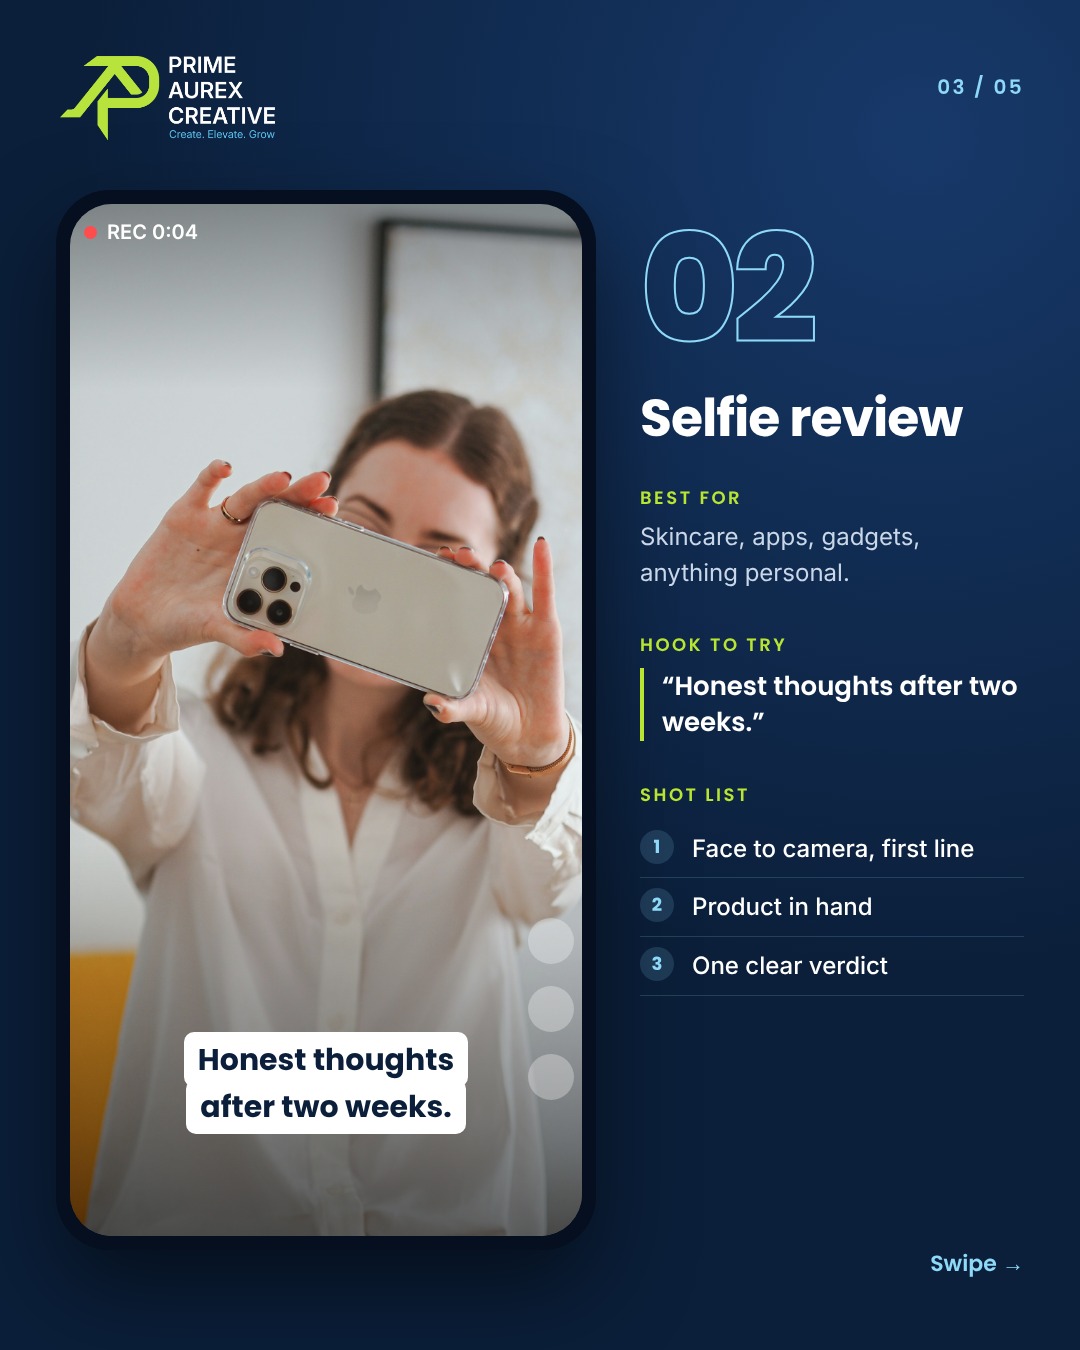 PRIME
AUREX
CREATIVE
Create. Elevate. Grow
03 / 05
REC 0:04
Honest thoughts
after two weeks.
02
Selfie review
BEST FOR
Skincare, apps, gadgets,
anything personal.
HOOK TO TRY
“Honest thoughts after two
weeks.”
SHOT LIST
1 Face to camera, first line
2 Product in hand
3 One clear verdict
Swipe →